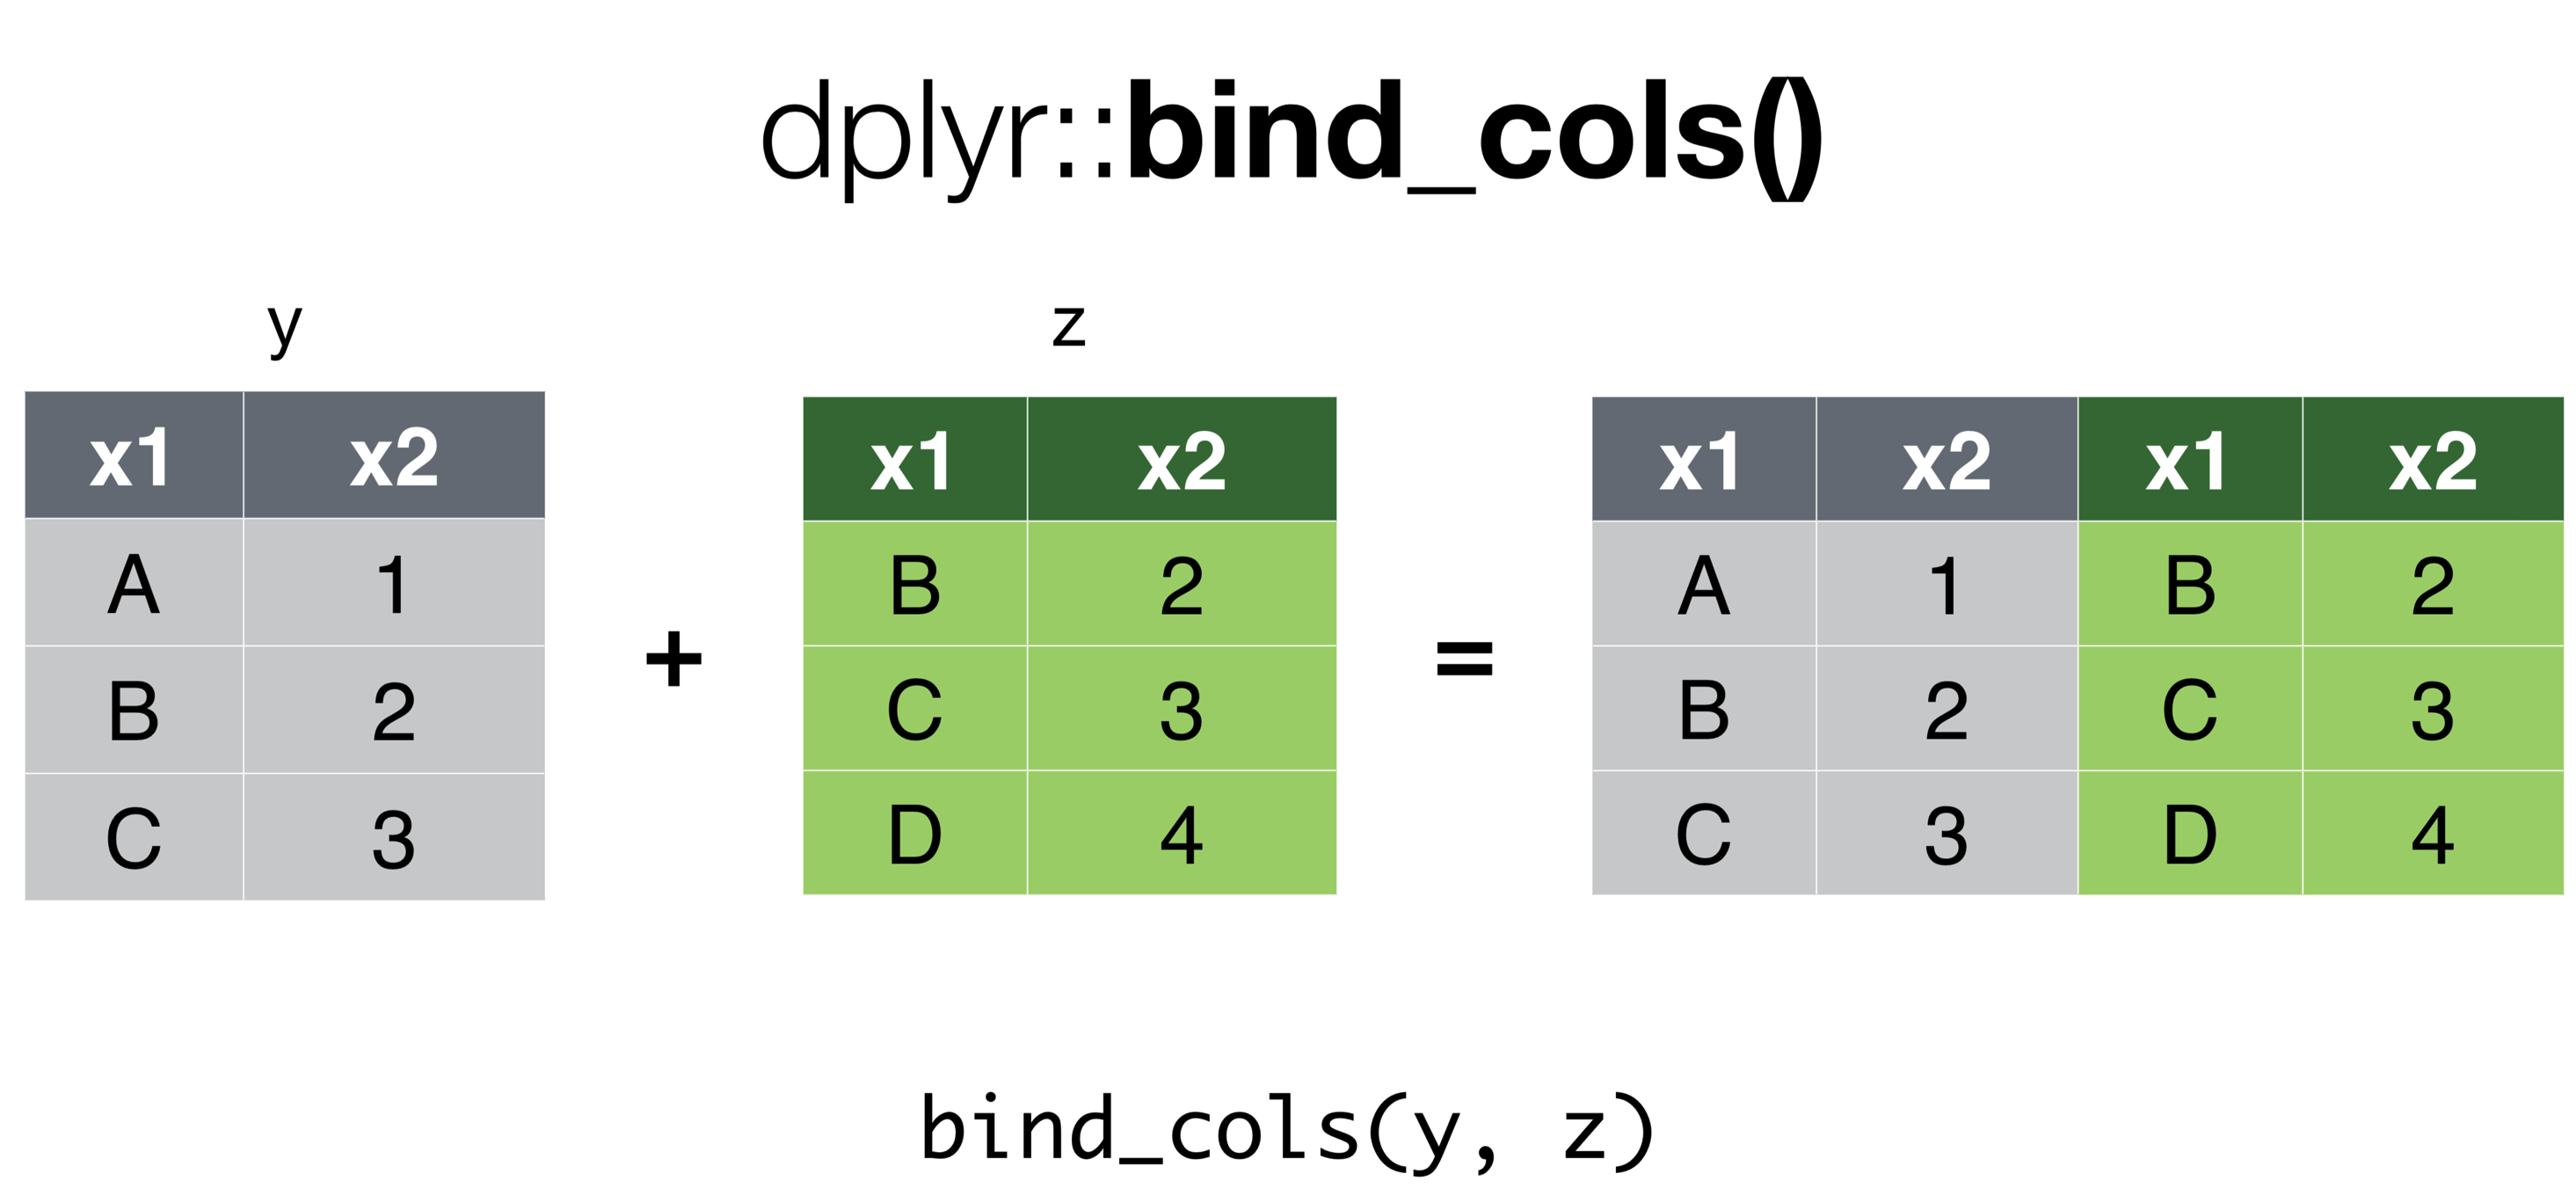 dplyr::bind_cols()
y z
x1 x2 x1 x2 x1 x2 x1 x2
A 1 B 2 A 1 B 2
+ =
B 2 C 3 B 2 C 3
C 3 D 4 C 3 D 4
bind_cols(y, z)